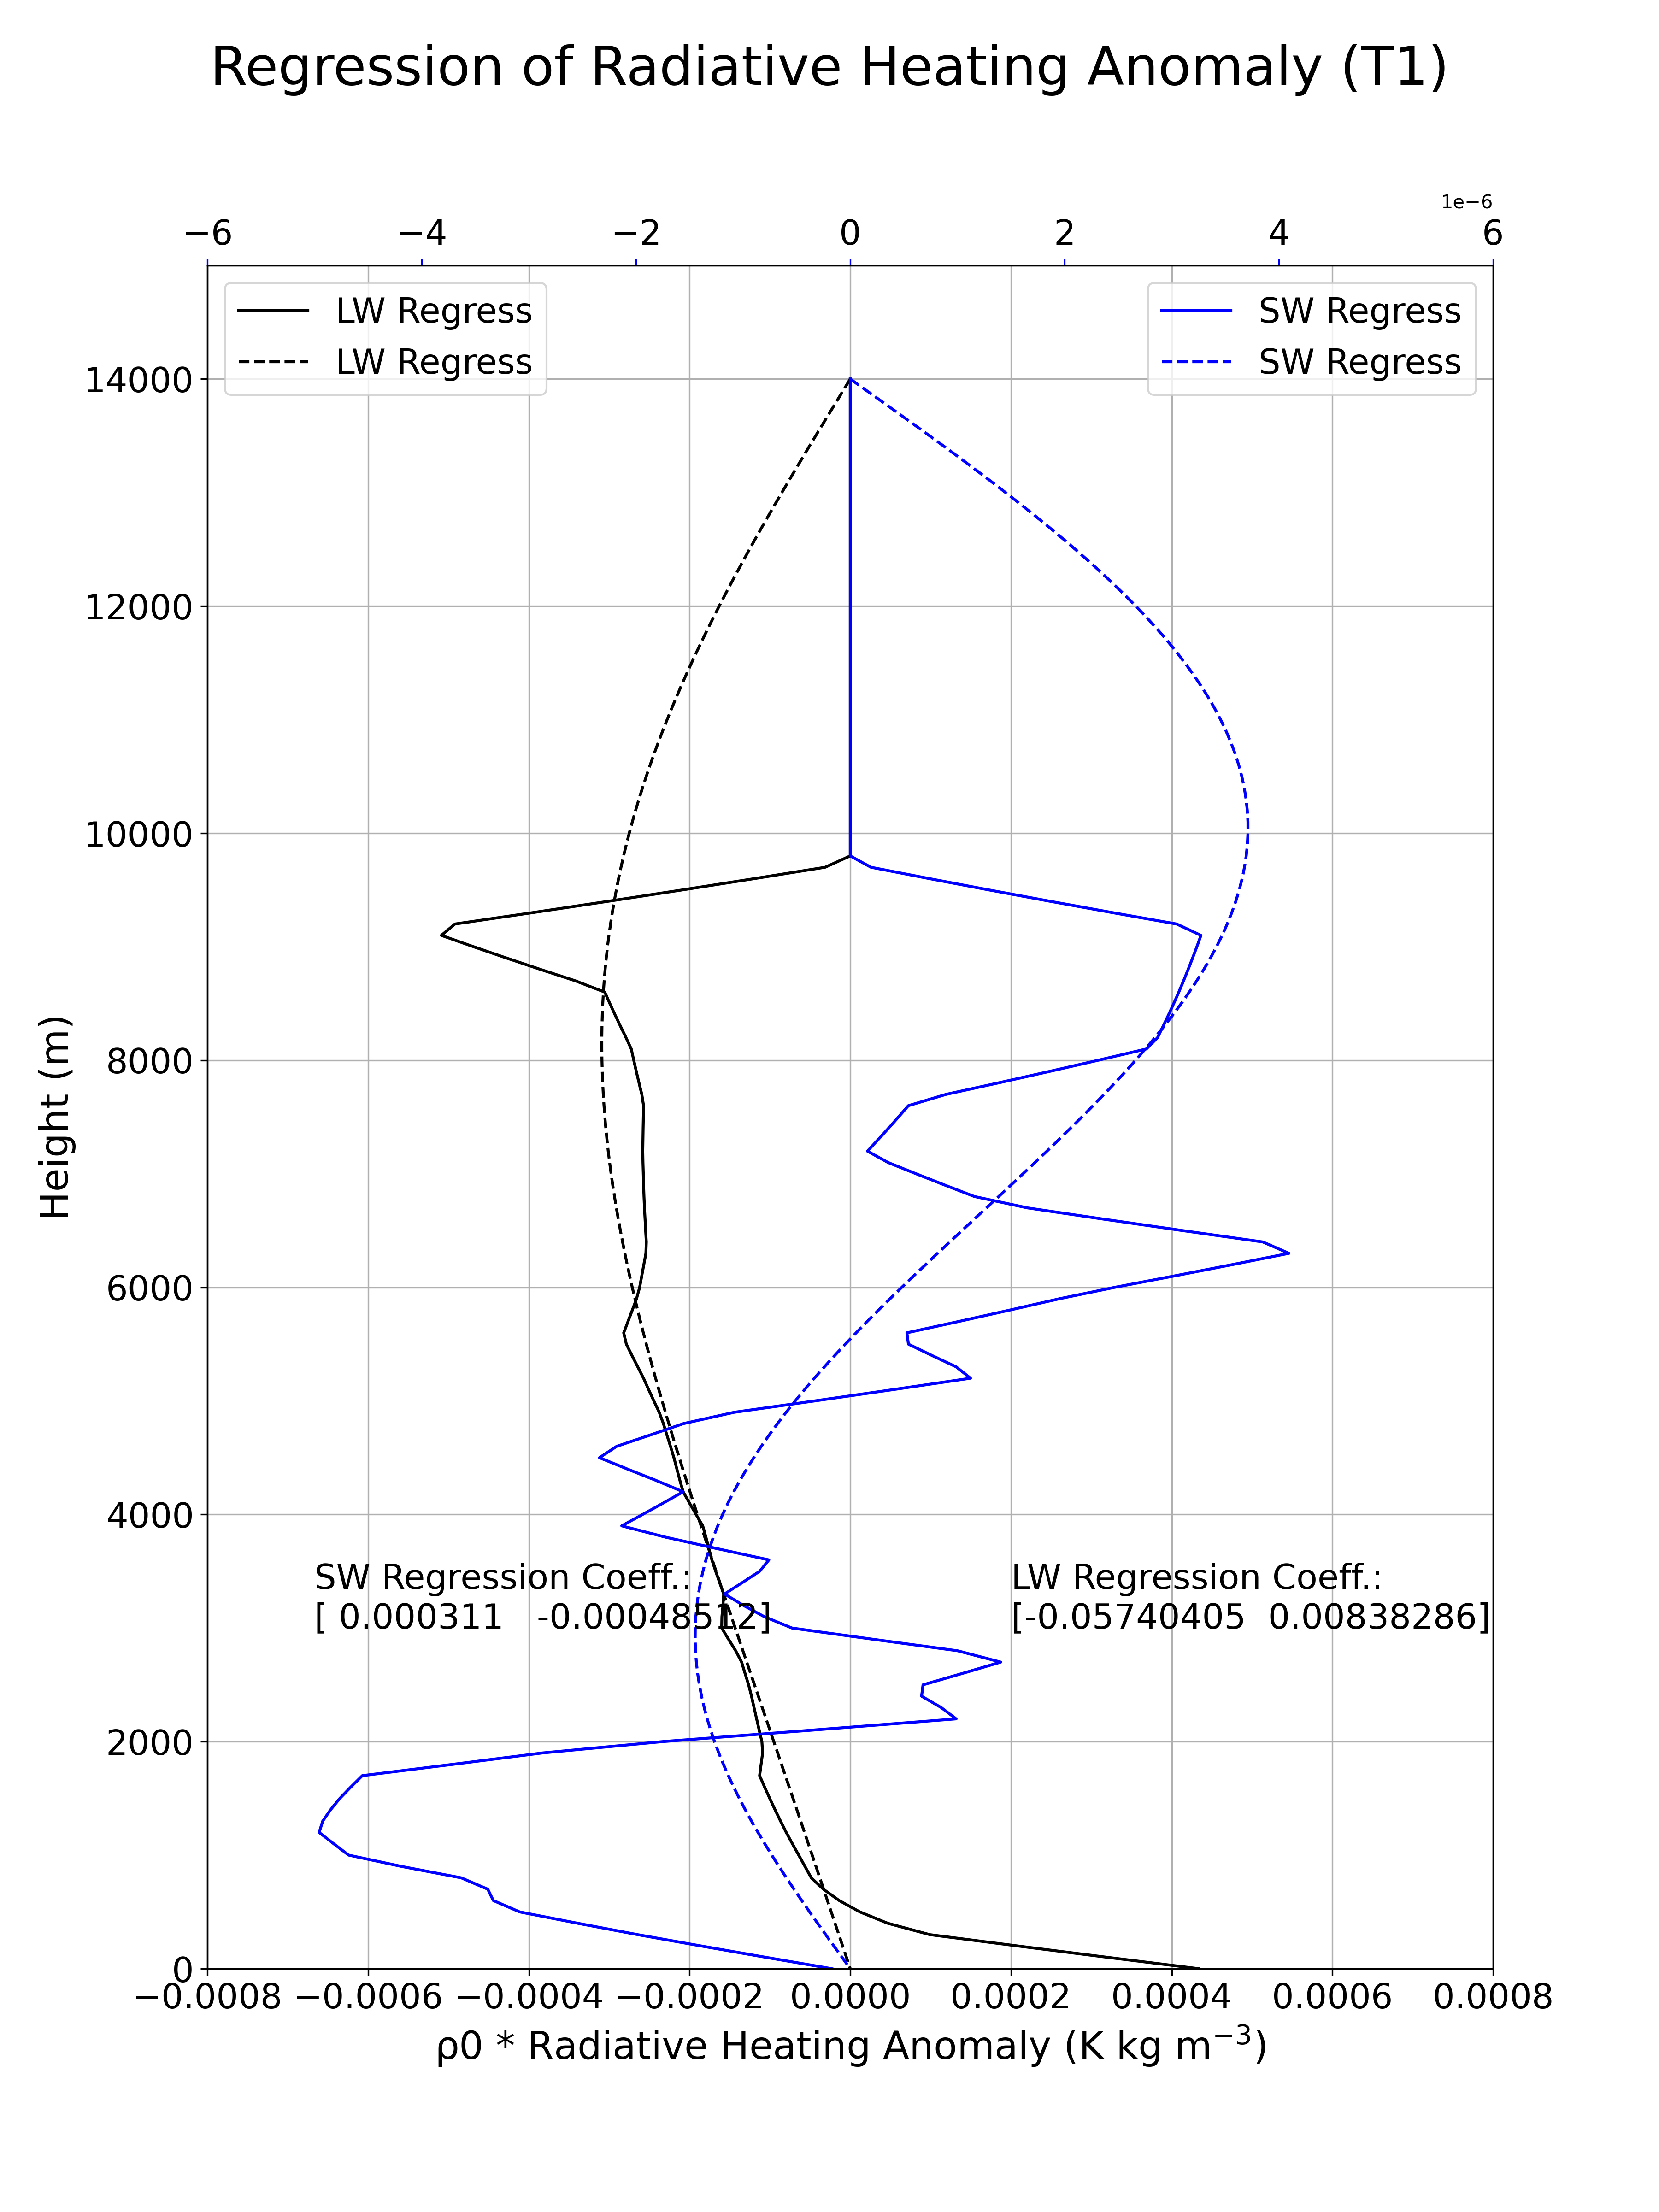 Regression of Radiative Heating Anomaly (T1)
1e−6
−6 −4 −2 0 2 4 6
LW Regress
LW Regress
SW Regress
SW Regress
14000
12000
10000
8000
6000
4000
2000
0
Height (m)
SW Regression Coeff.:
[ 0.000311   -0.00048512]
LW Regression Coeff.:
[-0.05740405  0.00838286]
−0.0008 −0.0006 −0.0004 −0.0002 0.0000 0.0002 0.0004 0.0006 0.0008
ρ0 * Radiative Heating Anomaly (K kg m⁻³)